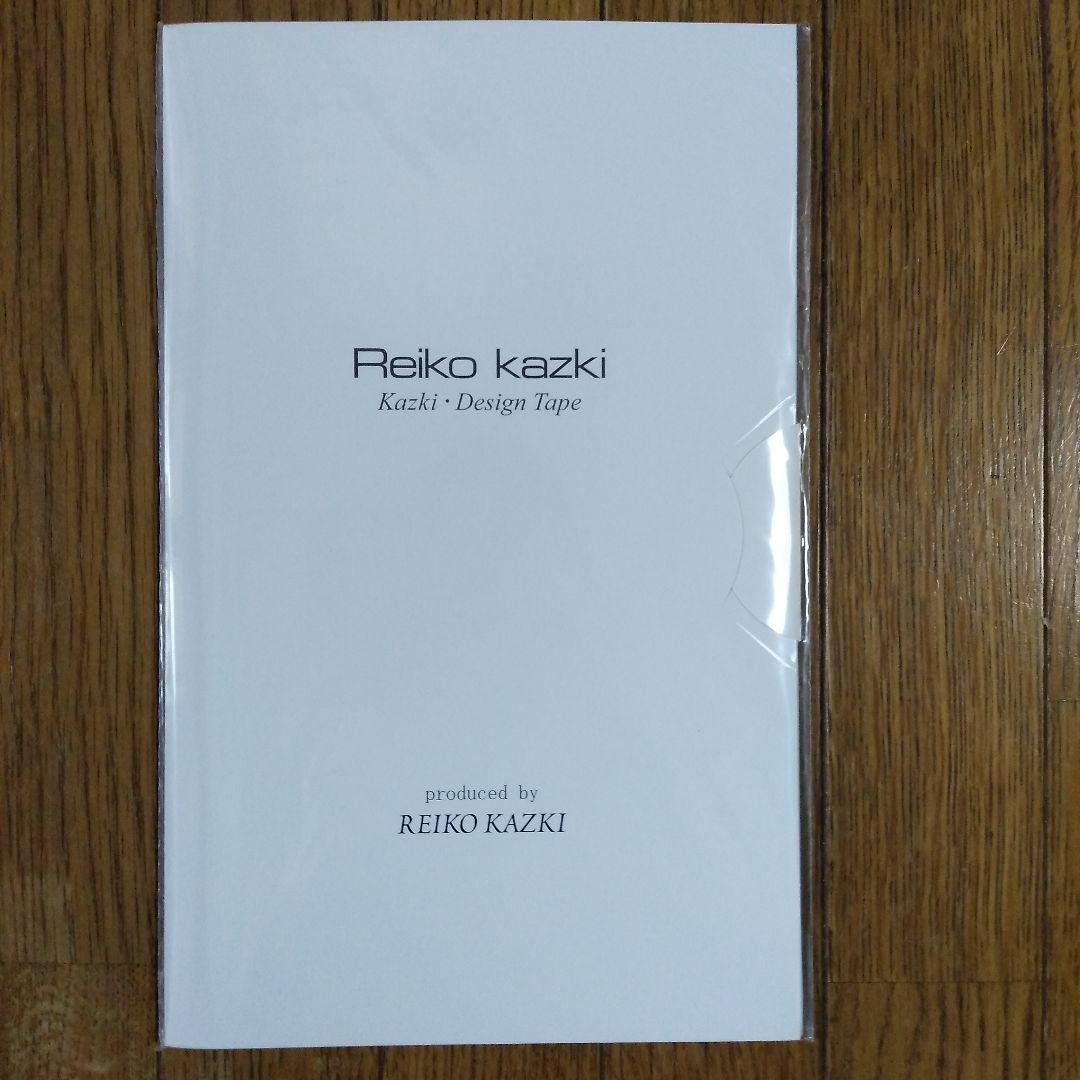 Reiko kazki
Kazki・Design Tape
produced by
REIKO KAZKI